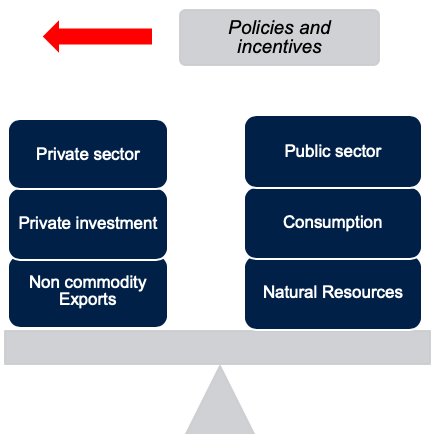 Policies and
incentives
Private sector
Public sector
Private investment
Consumption
Non commodity
Exports
Natural Resources